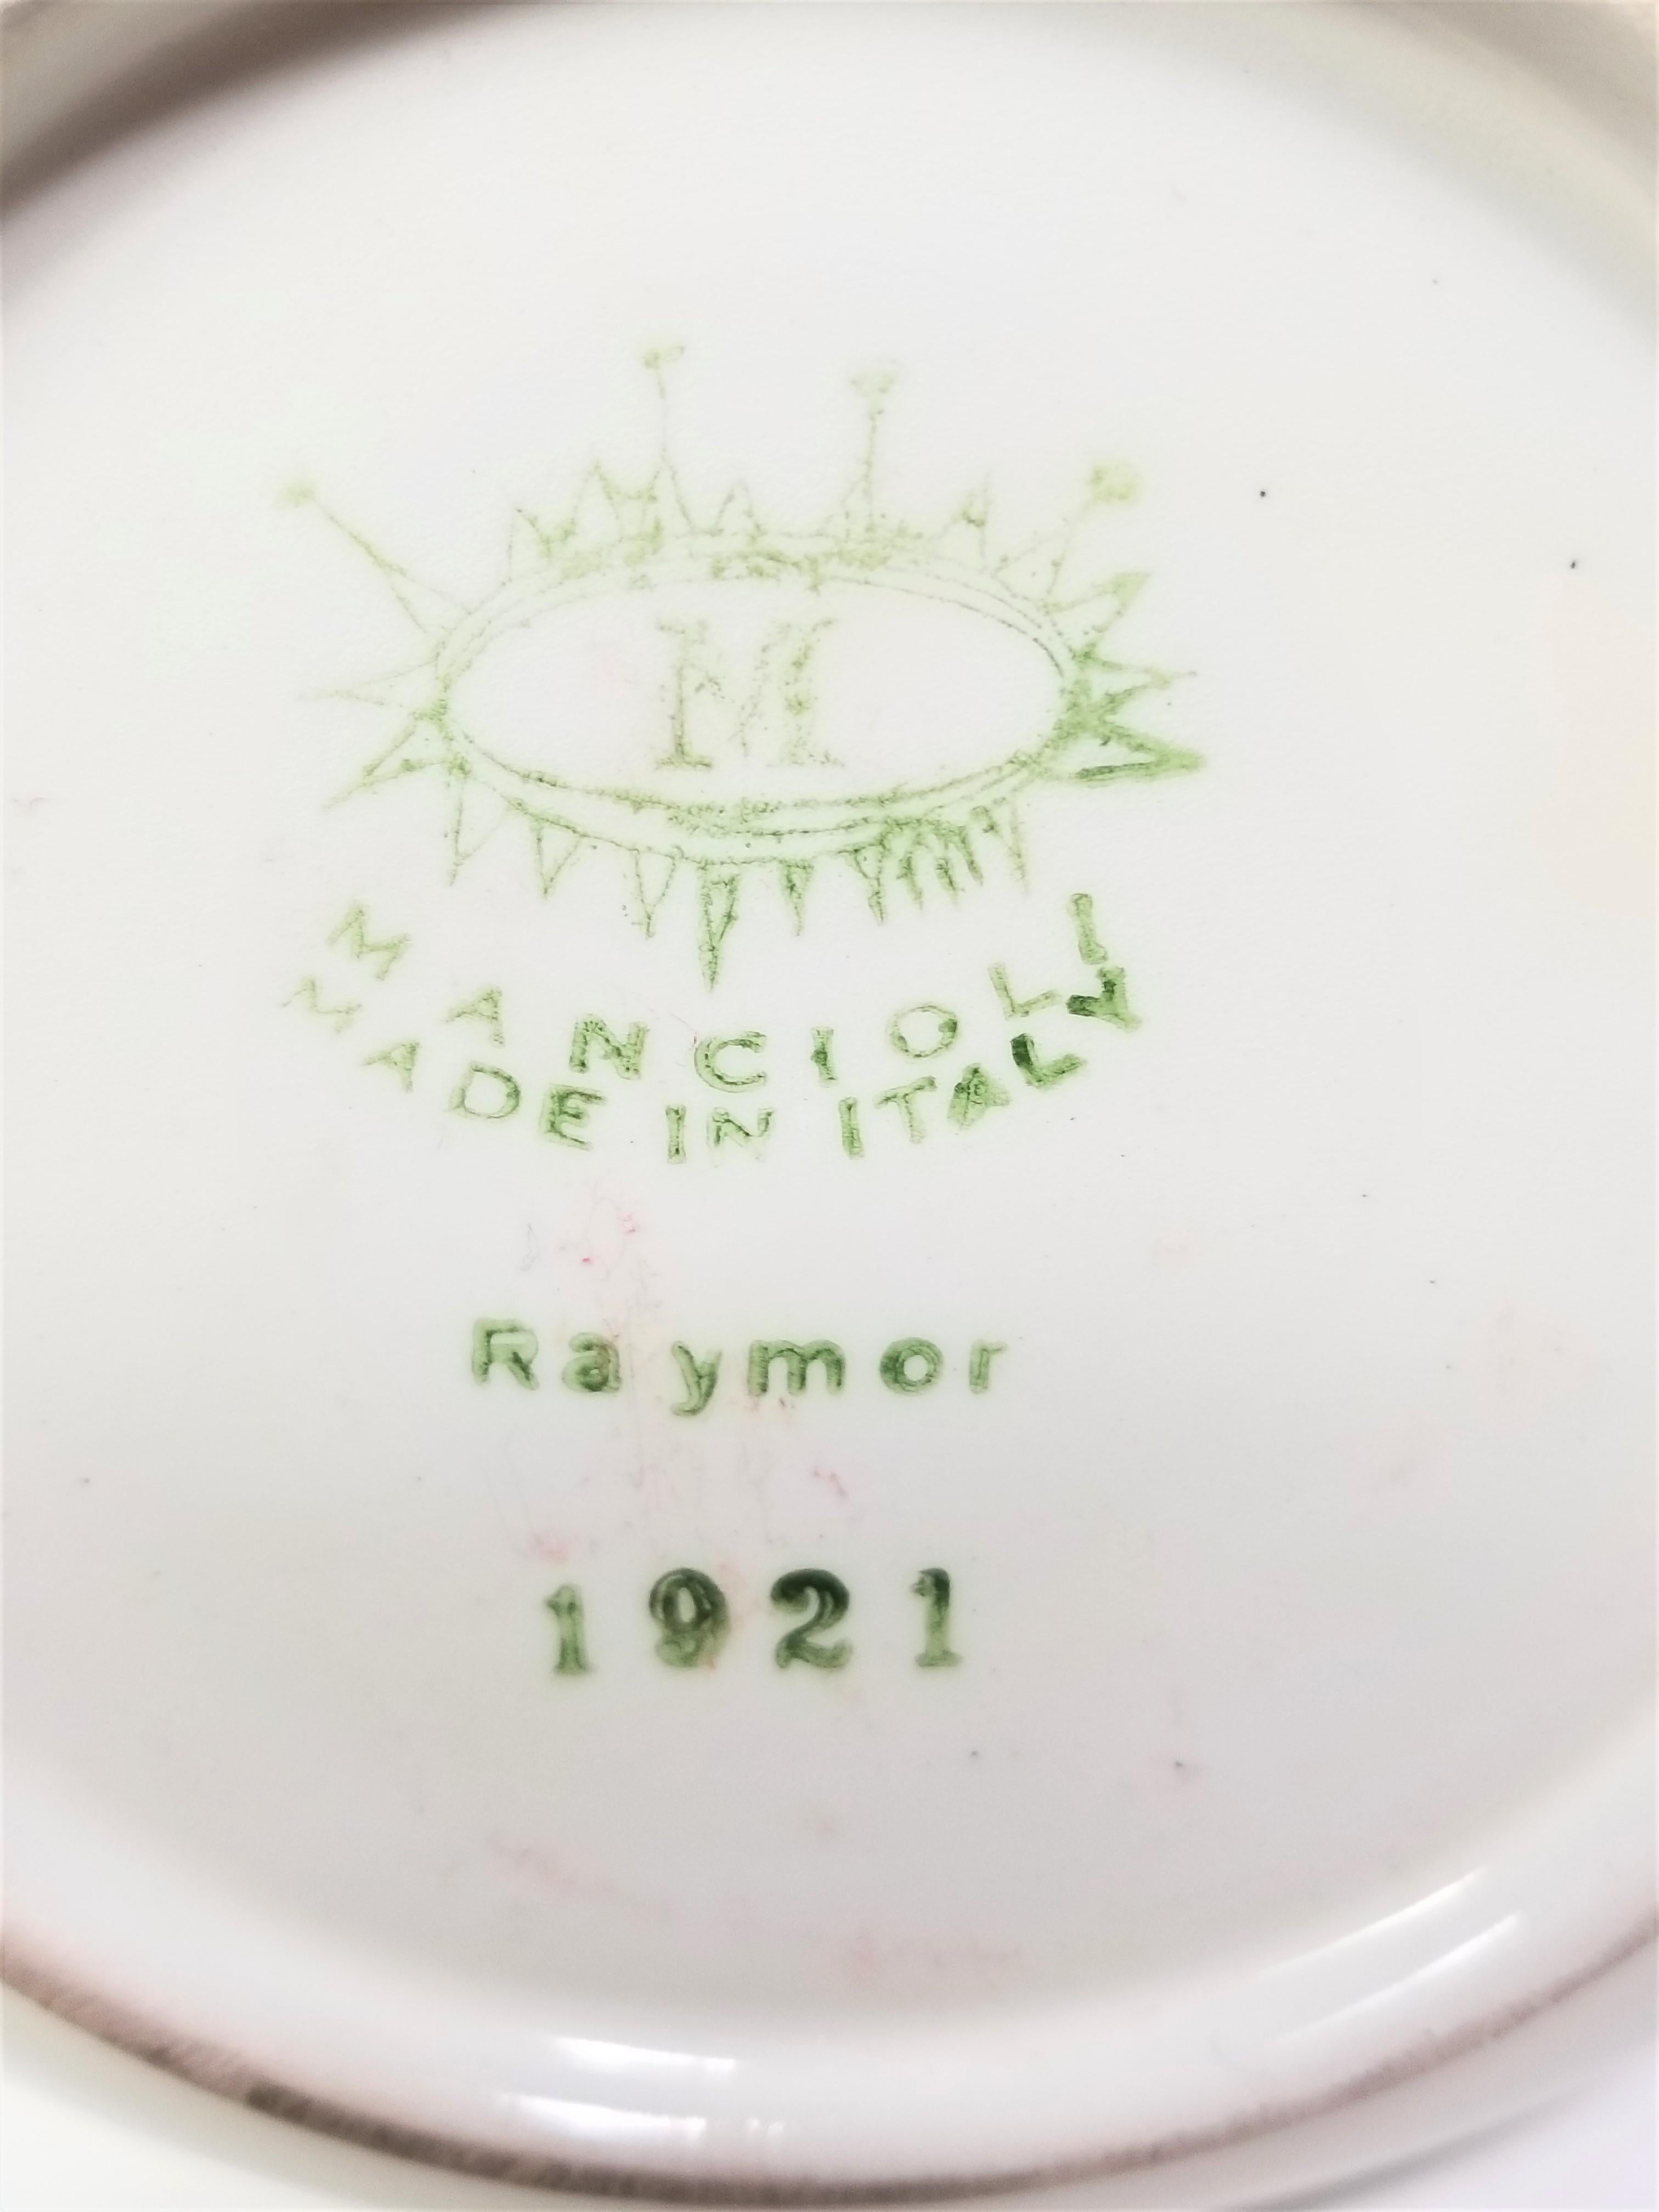 M
MANCIOLI
MADE IN ITALY
Raymor
1921